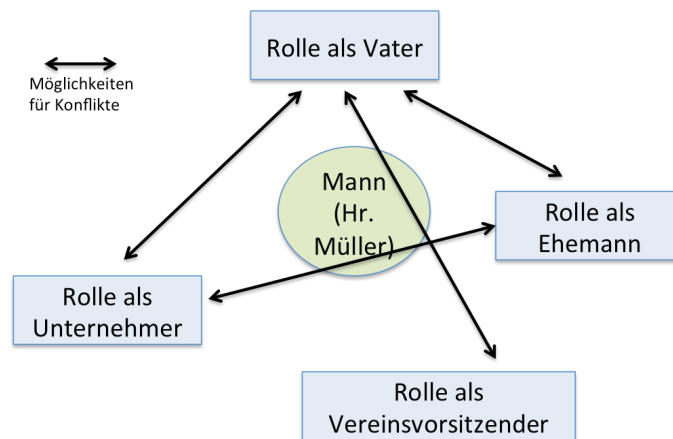 Rolle als Vater
Möglichkeiten
für Konflikte
Mann
(Hr.
Müller)
Rolle als
Ehemann
Rolle als
Unternehmer
Rolle als
Vereinsvorsitzender